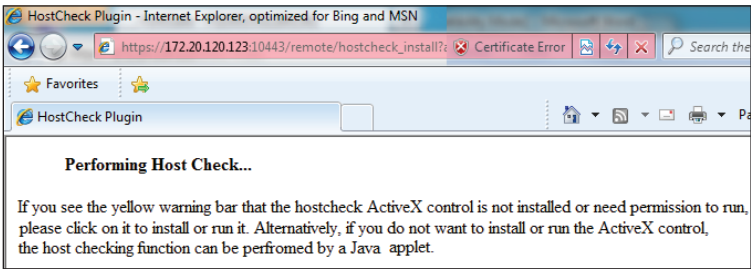 HostCheck Plugin - Internet Explorer, optimized for Bing and MSN
https://172.20.120.123:10443/remote/hostcheck_install? Certificate Error Search the
Favorites
HostCheck Plugin
Performing Host Check...
If you see the yellow warning bar that the hostcheck ActiveX control is not installed or need permission to run,
please click on it to install or run it. Alternatively, if you do not want to install or run the ActiveX control,
the host checking function can be perfromed by a Java applet.